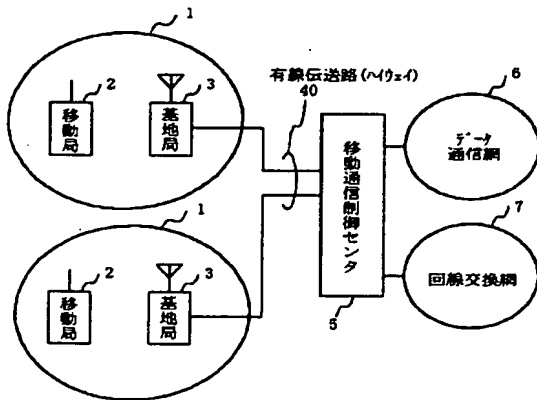 1
2
移動局
3
基地局
有線伝送路(ハイウェイ)
40
6
データ
通信網
移動通信制御センタ
5
1
2
移動局
3
基地局
7
回線交換網